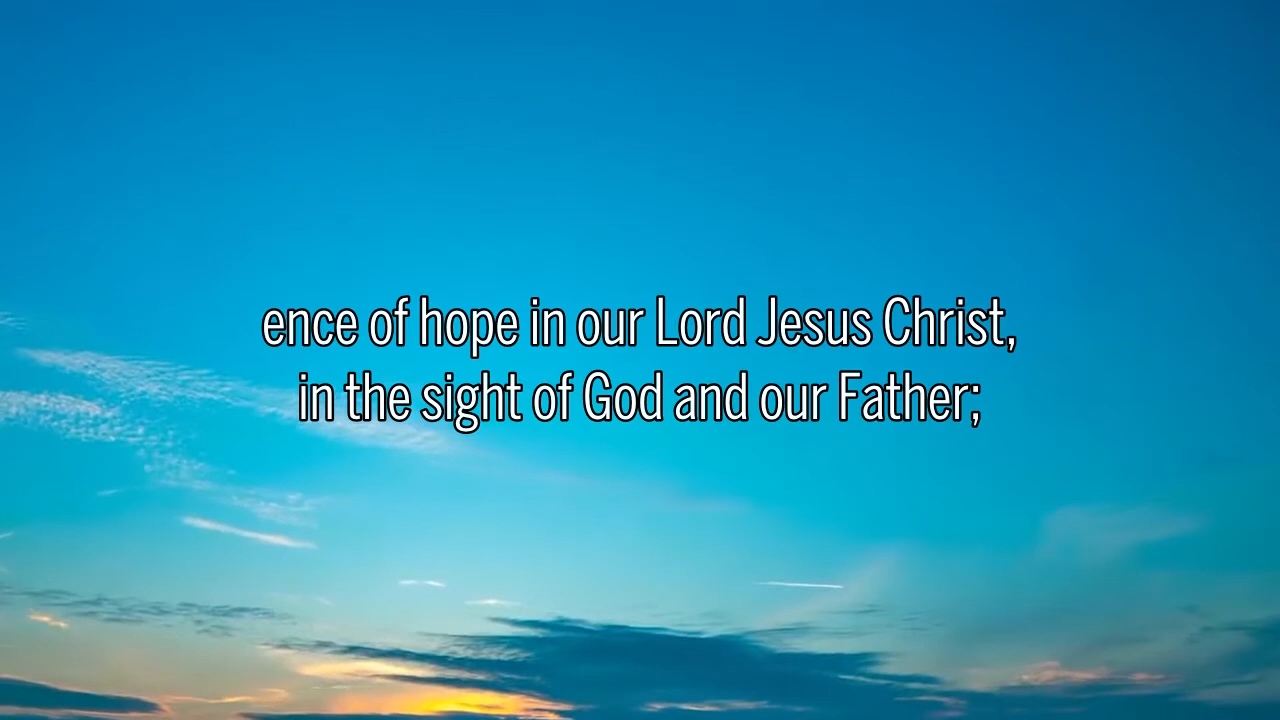 ence of hope in our Lord Jesus Christ,
in the sight of God and our Father;